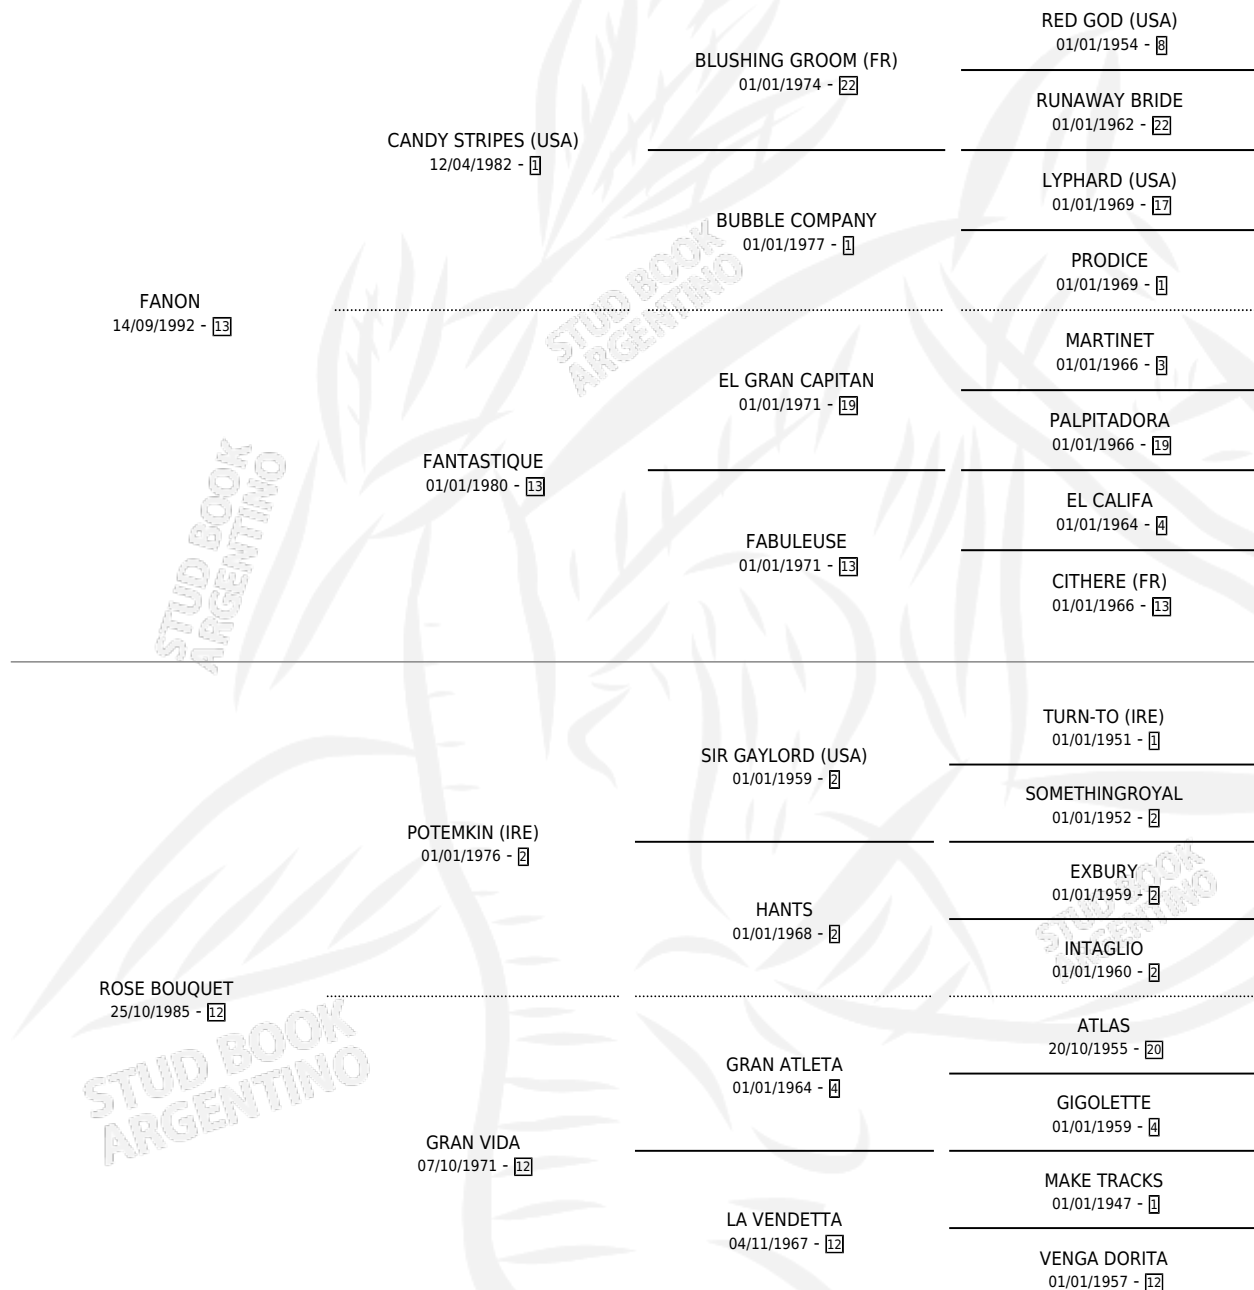 RED GOD (USA)
01/01/1954 - 8
BLUSHING GROOM (FR)
01/01/1974 - 22
RUNAWAY BRIDE
01/01/1962 - 22
CANDY STRIPES (USA)
12/04/1982 - 1
LYPHARD (USA)
01/01/1969 - 17
BUBBLE COMPANY
01/01/1977 - 1
PRODICE
01/01/1969 - 1
FANON
14/09/1992 - 13
STUD BOOK
ARGENTINO
MARTINET
01/01/1966 - 3
EL GRAN CAPITAN
01/01/1971 - 19
PALPITADORA
01/01/1966 - 19
FANTASTIQUE
01/01/1980 - 13
EL CALIFA
01/01/1964 - 4
FABULEUSE
01/01/1971 - 13
CITHERE (FR)
01/01/1966 - 13
STUD BOOK
ARGENTINO
TURN-TO (IRE)
01/01/1951 - 1
SIR GAYLORD (USA)
01/01/1959 - 2
SOMETHINGROYAL
01/01/1952 - 2
POTEMKIN (IRE)
01/01/1976 - 2
EXBURY
01/01/1959 - 2
HANTS
01/01/1968 - 2
STUD BOOK
ARGENTINO
INTAGLIO
01/01/1960 - 2
ROSE BOUQUET
25/10/1985 - 12
ATLAS
20/10/1955 - 20
GRAN ATLETA
01/01/1964 - 4
STUD BOOK
ARGENTINO
GIGOLETTE
01/01/1959 - 4
GRAN VIDA
07/10/1971 - 12
MAKE TRACKS
01/01/1947 - 1
LA VENDETTA
04/11/1967 - 12
VENGA DORITA
01/01/1957 - 12